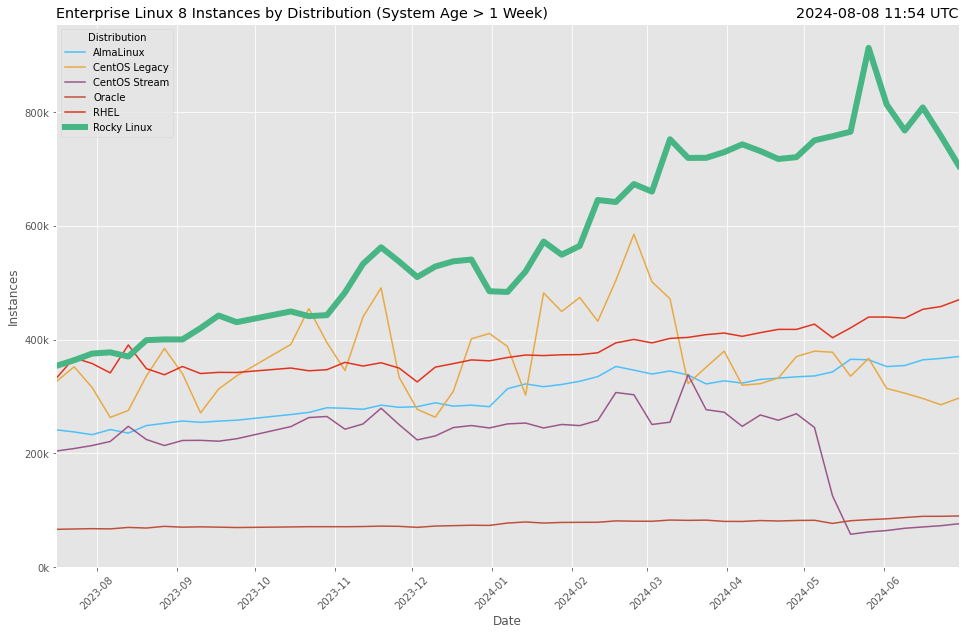 Enterprise Linux 8 Instances by Distribution (System Age > 1 Week)
2024-08-08 11:54 UTC
Distribution
AlmaLinux
CentOS Legacy
CentOS Stream
Oracle
RHEL
Rocky Linux
Instances
800k
600k
400k
200k
0k
2023-08
2023-09
2023-10
2023-11
2023-12
2024-01
2024-02
2024-03
2024-04
2024-05
2024-06
Date